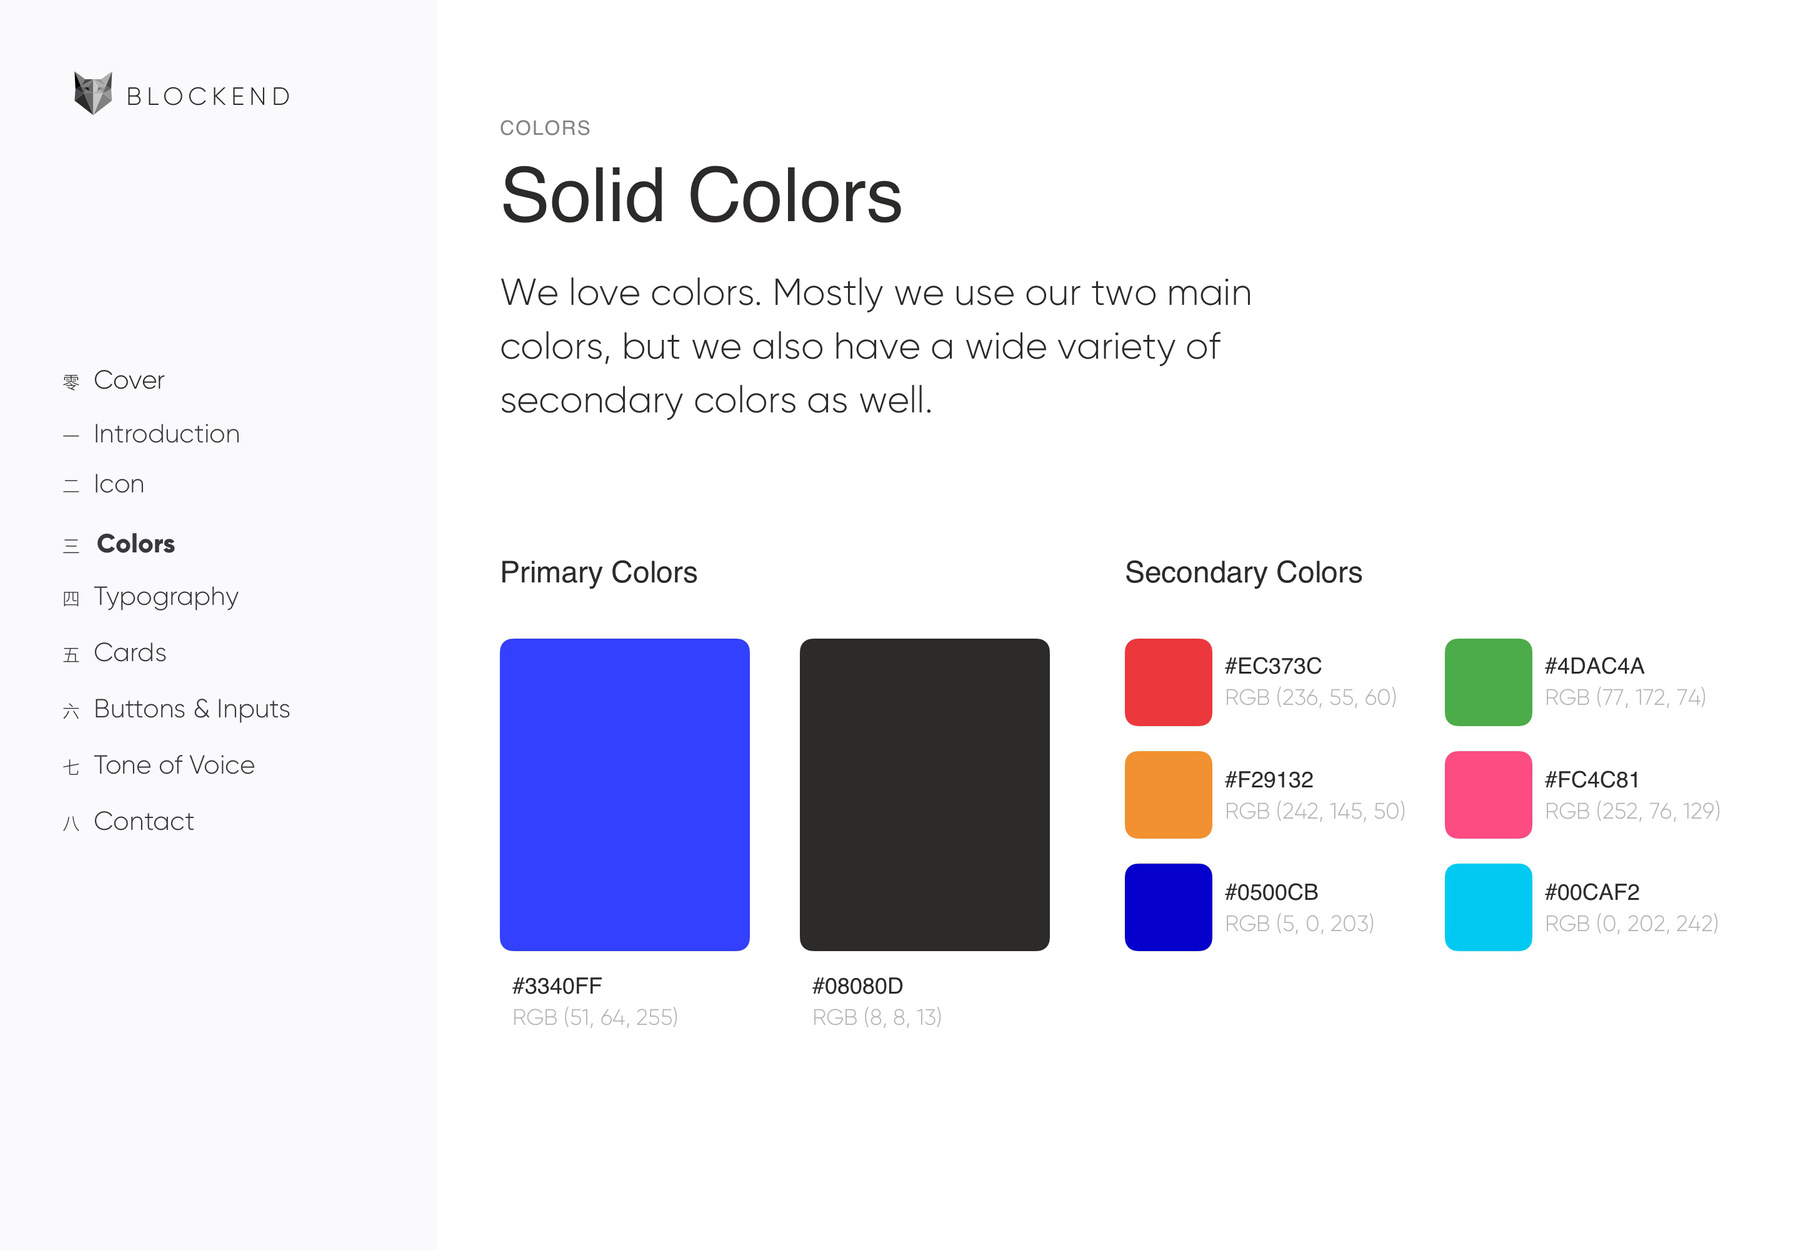 BLOCKEND
零 Cover
一 Introduction
二 Icon
三 Colors
四 Typography
五 Cards
六 Buttons & Inputs
七 Tone of Voice
八 Contact
COLORS
Solid Colors
We love colors. Mostly we use our two main
colors, but we also have a wide variety of
secondary colors as well.
Primary Colors
#3340FF
RGB (51, 64, 255)
#08080D
RGB (8, 8, 13)
Secondary Colors
#EC373C
RGB (236, 55, 60)
#4DAC4A
RGB (77, 172, 74)
#F29132
RGB (242, 145, 50)
#FC4C81
RGB (252, 76, 129)
#0500CB
RGB (5, 0, 203)
#00CAF2
RGB (0, 202, 242)